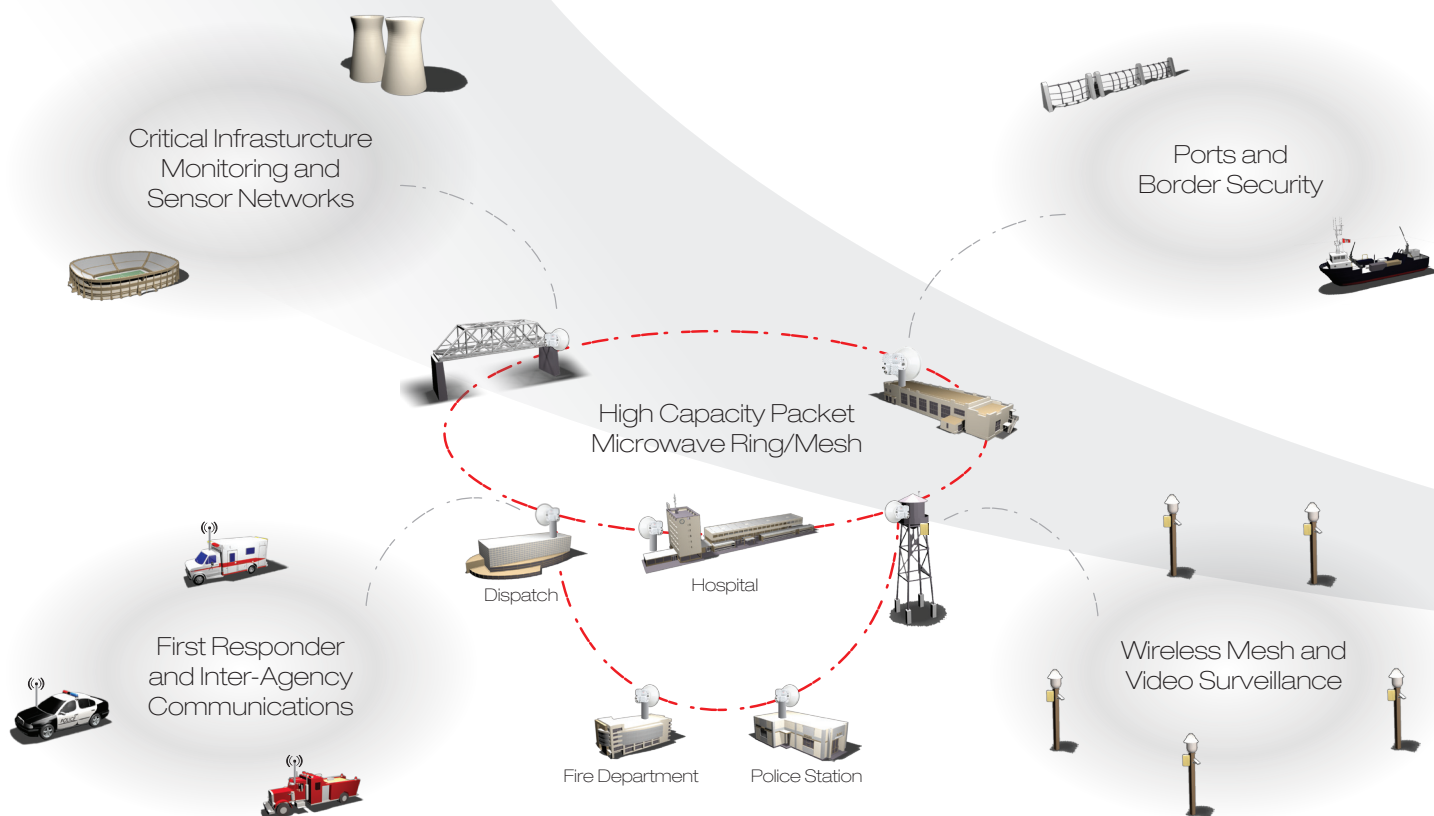 Critical Infrasturcture
Monitoring and
Sensor Networks
Ports and
Border Security
High Capacity Packet
Microwave Ring/Mesh
Dispatch
Hospital
First Responder
and Inter-Agency
Communications
Wireless Mesh and
Video Surveillance
Fire Department
Police Station
POLICE